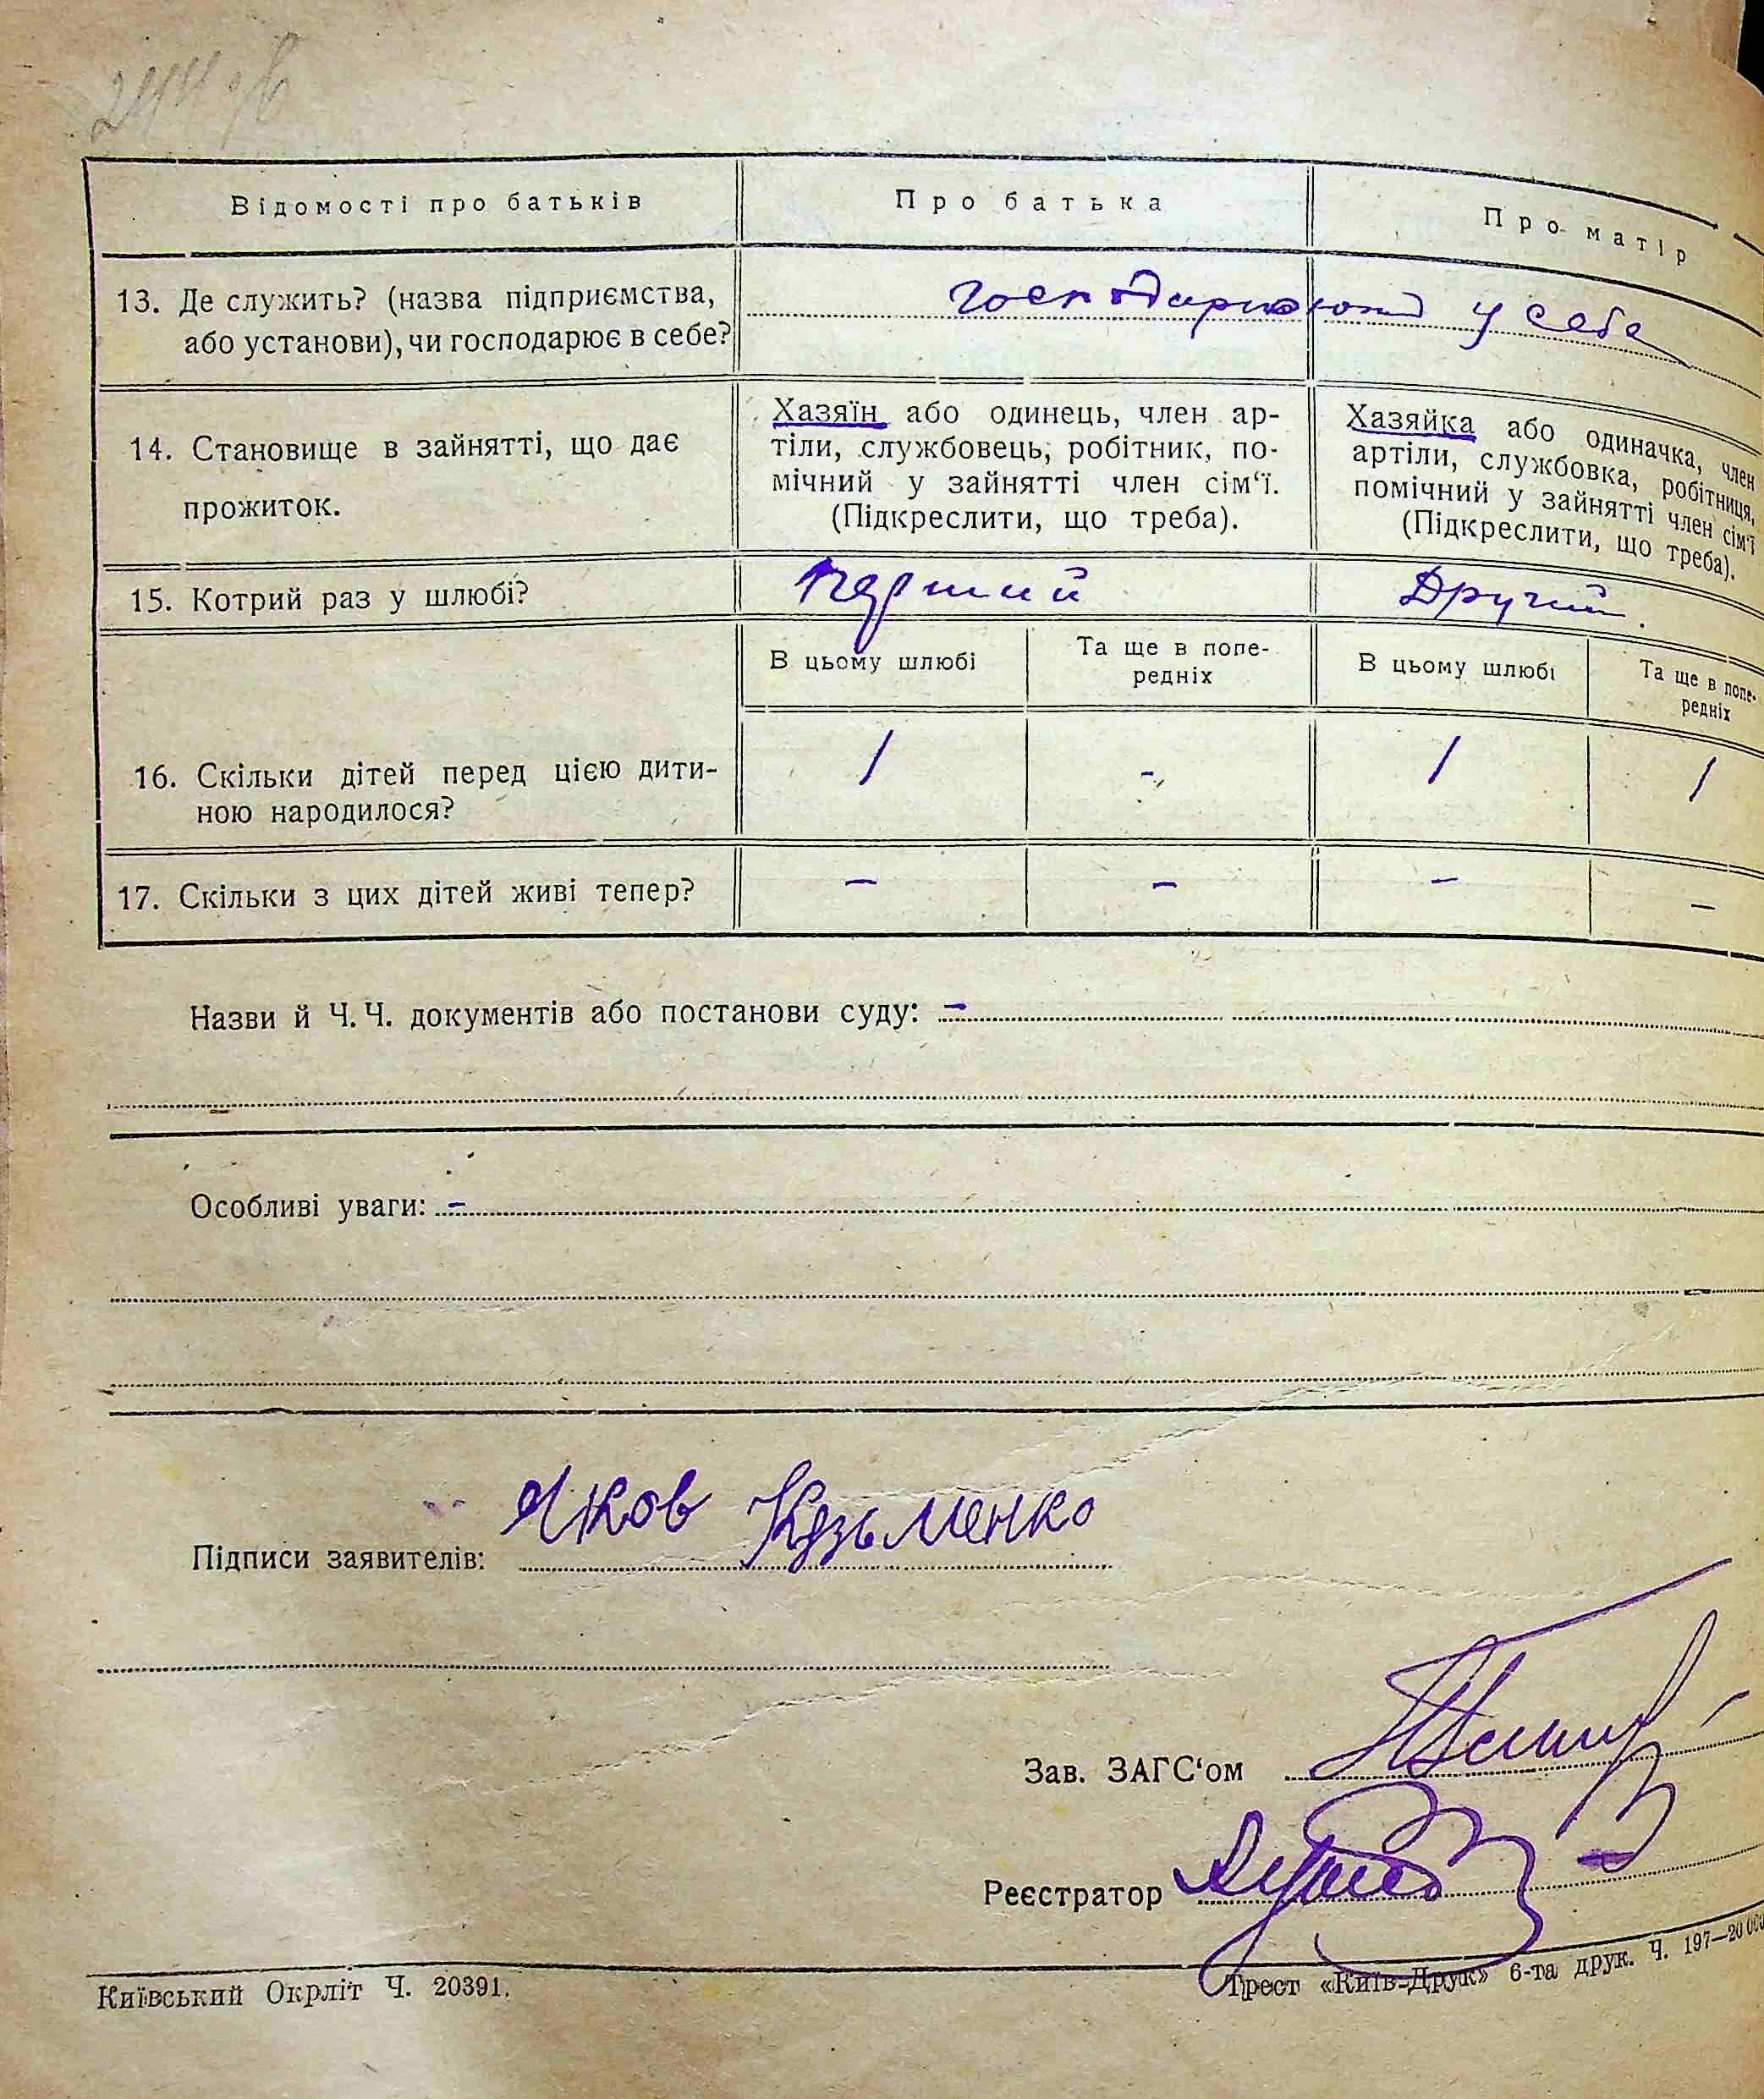 Відомості про батьків
Про батька
Про матір
13. Де служить? (назва підприємства,
або установи), чи господарює в себе?
господарюють у себе
14. Становище в зайнятті, що дає
прожиток.
Хазяїн або одинець, член ар-
тіли, службовець, робітник, по-
мічний у зайнятті член сім‘ї.
(Підкреслити, що треба).
Хазяйка або одиначка, член
артіли, службовка, робітниця,
помічний у зайнятті член сім‘ї
(Підкреслити, що треба).
15. Котрий раз у шлюбі?
Перший
Другий.
В цьому шлюбі
Та ще в попе-
редніх
В цьому шлюбі
Та ще в попе-
редніх
16. Скільки дітей перед цією дити-
ною народилося?
1
-
1
1
17. Скільки з цих дітей живі тепер?
–
–
–
–
Назви й Ч. Ч. документів або постанови суду: –
Особливі уваги: –
Яков Кузьменко
Підписи заявителів:
Зав. ЗАГС‘ом
Реєстратор
Київський Окрліт Ч. 20391.
Трест «Київ-Друк» 6-та друк. Ч. 197—20 000